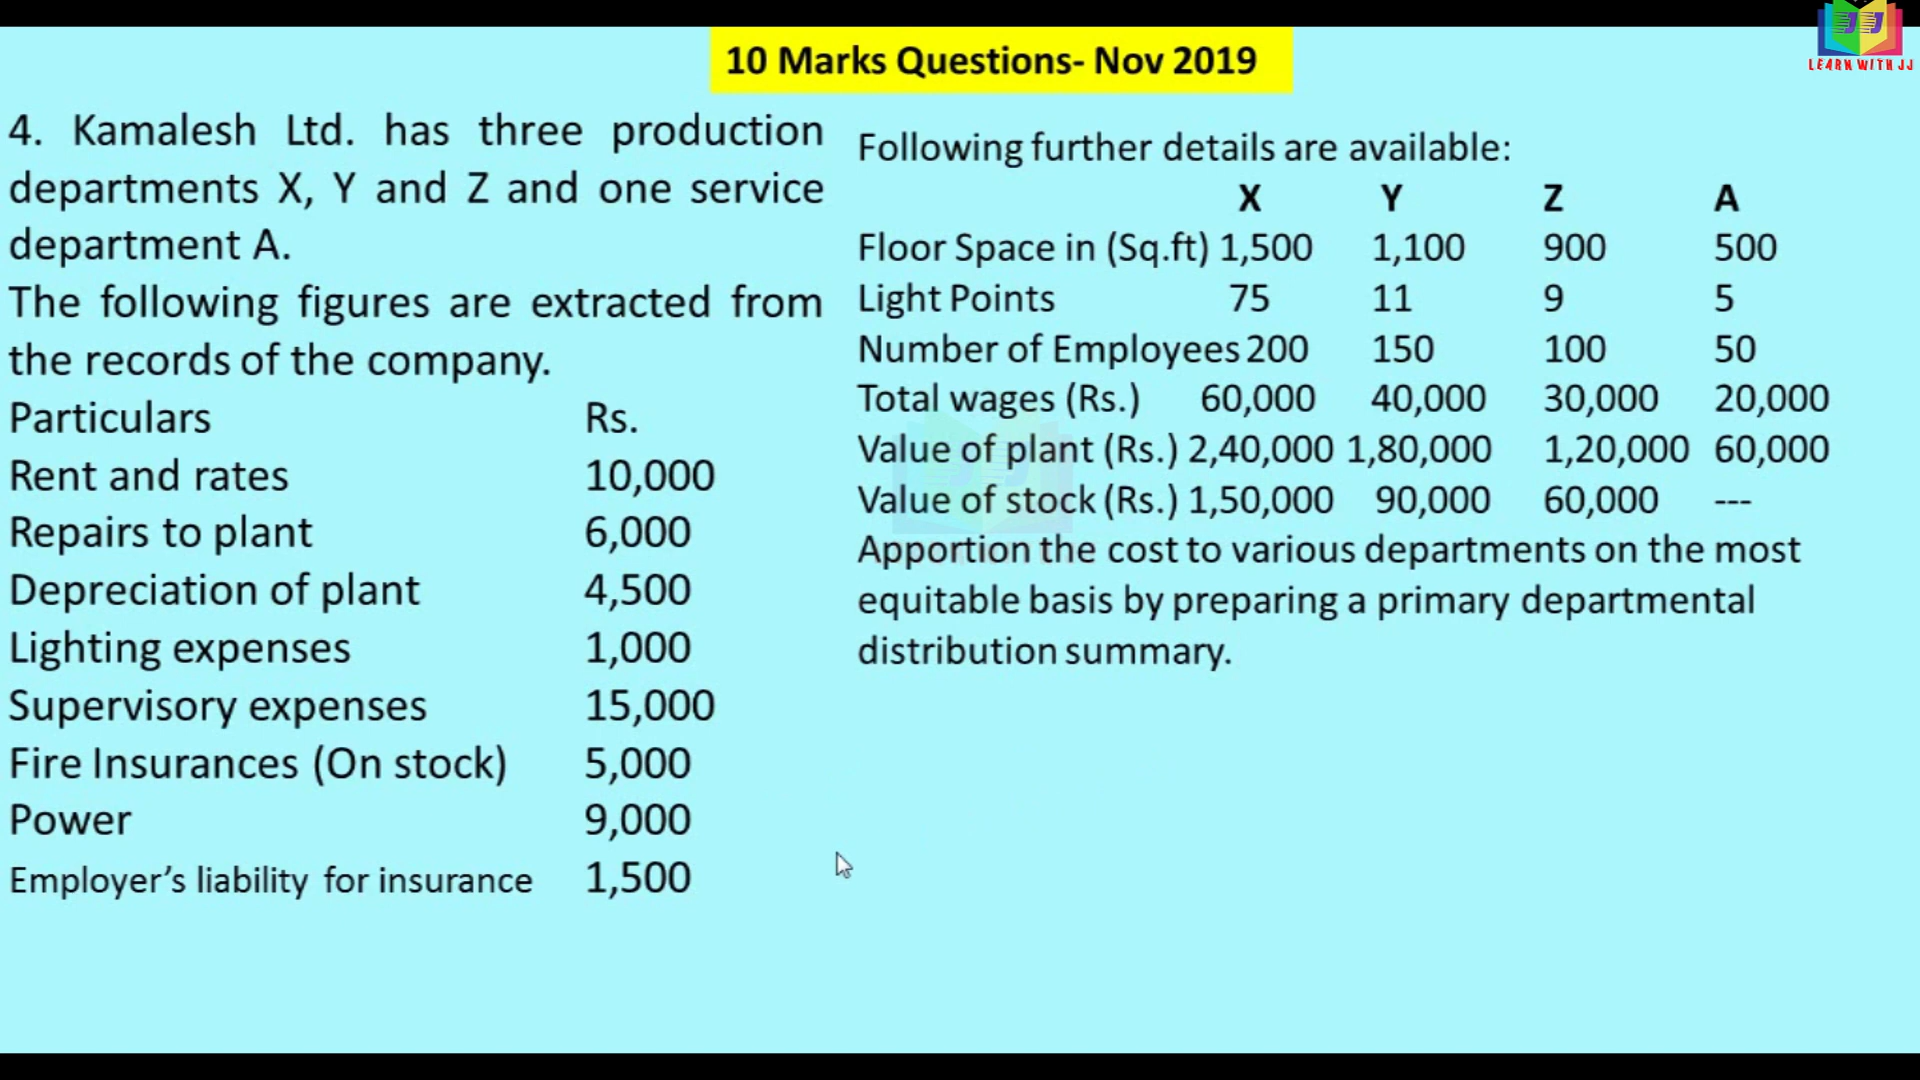 10 Marks Questions- Nov 2019
LEARN WITH JJ
4. Kamalesh Ltd. has three production
departments X, Y and Z and one service
department A.
The following figures are extracted from
the records of the company.
Particulars Rs.
Rent and rates 10,000
Repairs to plant 6,000
Depreciation of plant 4,500
Lighting expenses 1,000
Supervisory expenses 15,000
Fire Insurances (On stock) 5,000
Power 9,000
Employer's liability for insurance 1,500
Following further details are available:
X Y Z A
Floor Space in (Sq.ft) 1,500 1,100 900 500
Light Points 75 11 9 5
Number of Employees 200 150 100 50
Total wages (Rs.) 60,000 40,000 30,000 20,000
Value of plant (Rs.) 2,40,000 1,80,000 1,20,000 60,000
Value of stock (Rs.) 1,50,000 90,000 60,000 ---
Apportion the cost to various departments on the most
equitable basis by preparing a primary departmental
distribution summary.